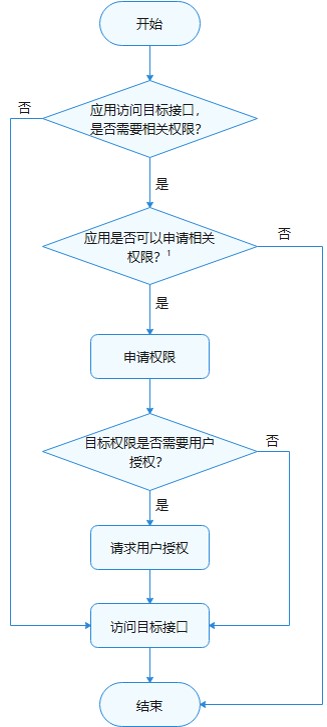 开始
否
应用访问目标接口，
是否需要相关权限？
是
应用是否可以申请相关
权限？¹
否
是
申请权限
目标权限是否需要用户
授权？
否
是
请求用户授权
访问目标接口
结束